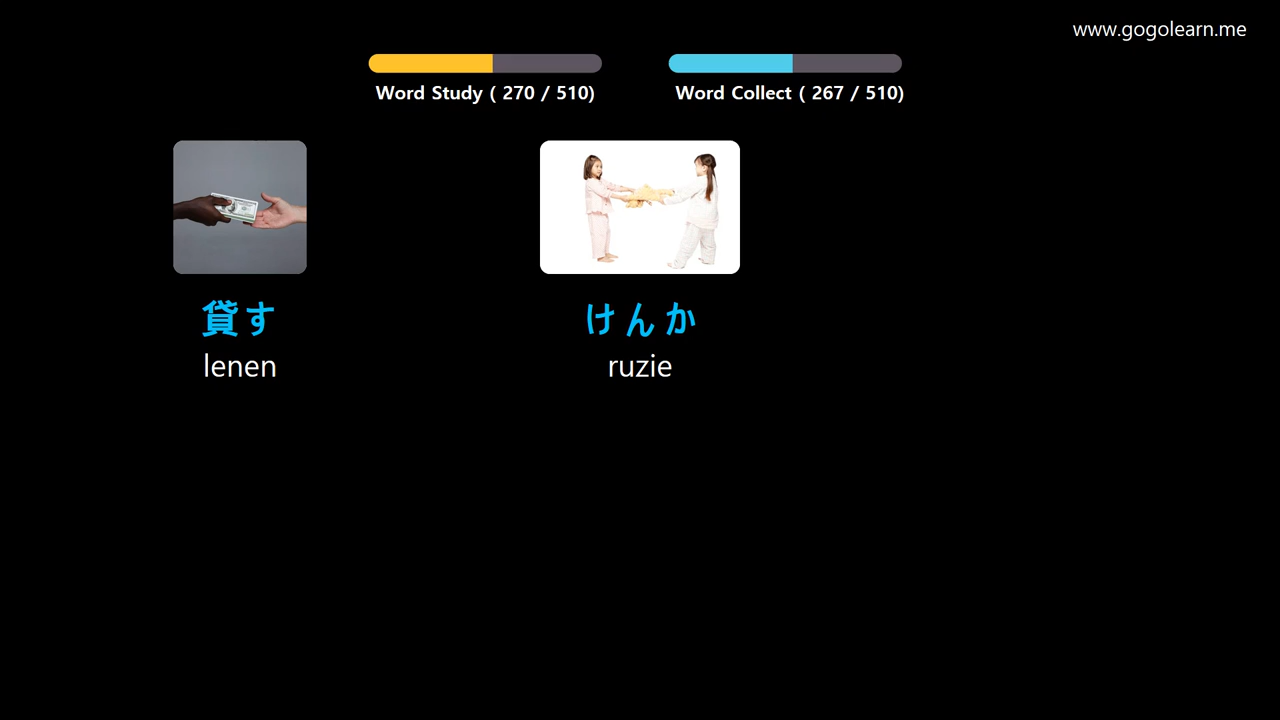 www.gogolearn.me
Word Study ( 270 / 510)
Word Collect ( 267 / 510)
貸す
lenen
けんか
ruzie